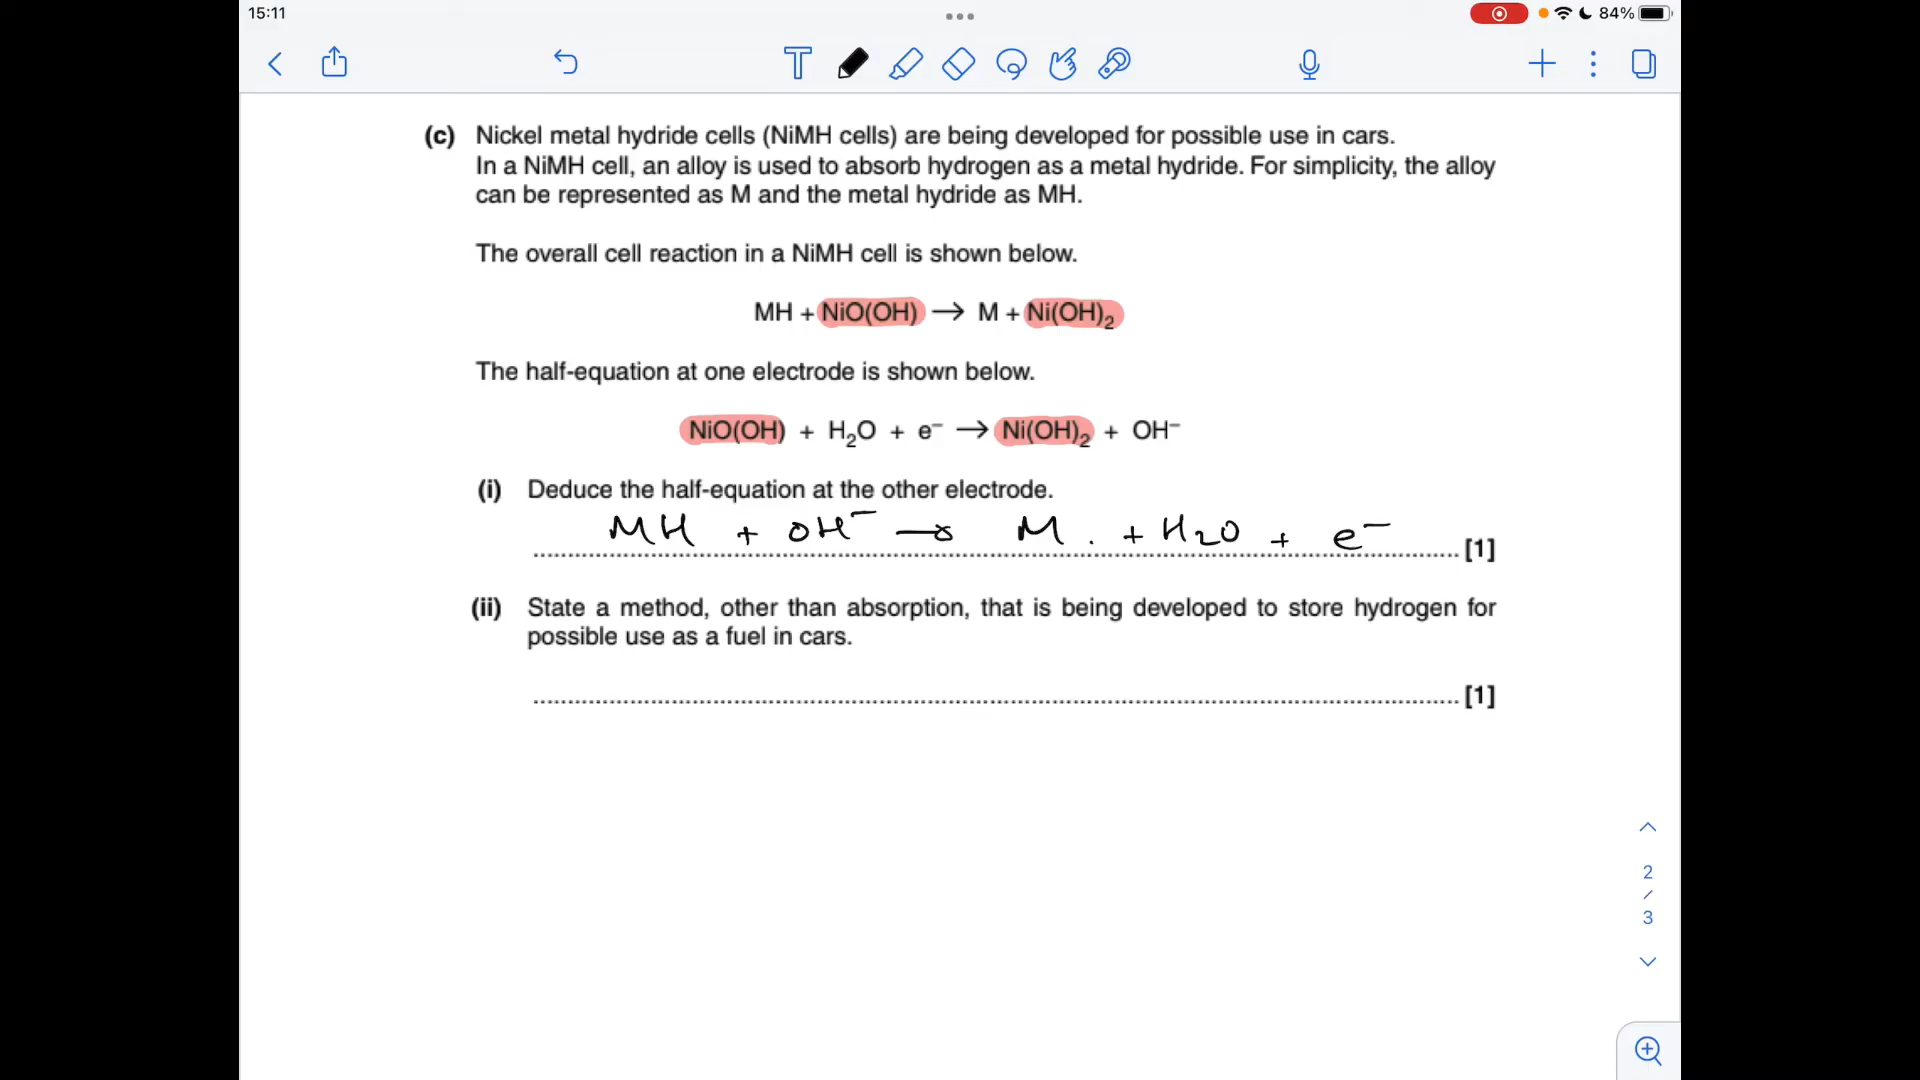 15:11
84%
(c) Nickel metal hydride cells (NiMH cells) are being developed for possible use in cars.
In a NiMH cell, an alloy is used to absorb hydrogen as a metal hydride. For simplicity, the alloy
can be represented as M and the metal hydride as MH.
The overall cell reaction in a NiMH cell is shown below.
MH + NiO(OH) → M + Ni(OH)₂
The half-equation at one electrode is shown below.
NiO(OH) + H₂O + e⁻ → Ni(OH)₂ + OH⁻
(i) Deduce the half-equation at the other electrode.
MH + OH⁻ → M . + H₂O + e⁻
[1]
(ii) State a method, other than absorption, that is being developed to store hydrogen for
possible use as a fuel in cars.
[1]
2
/
3